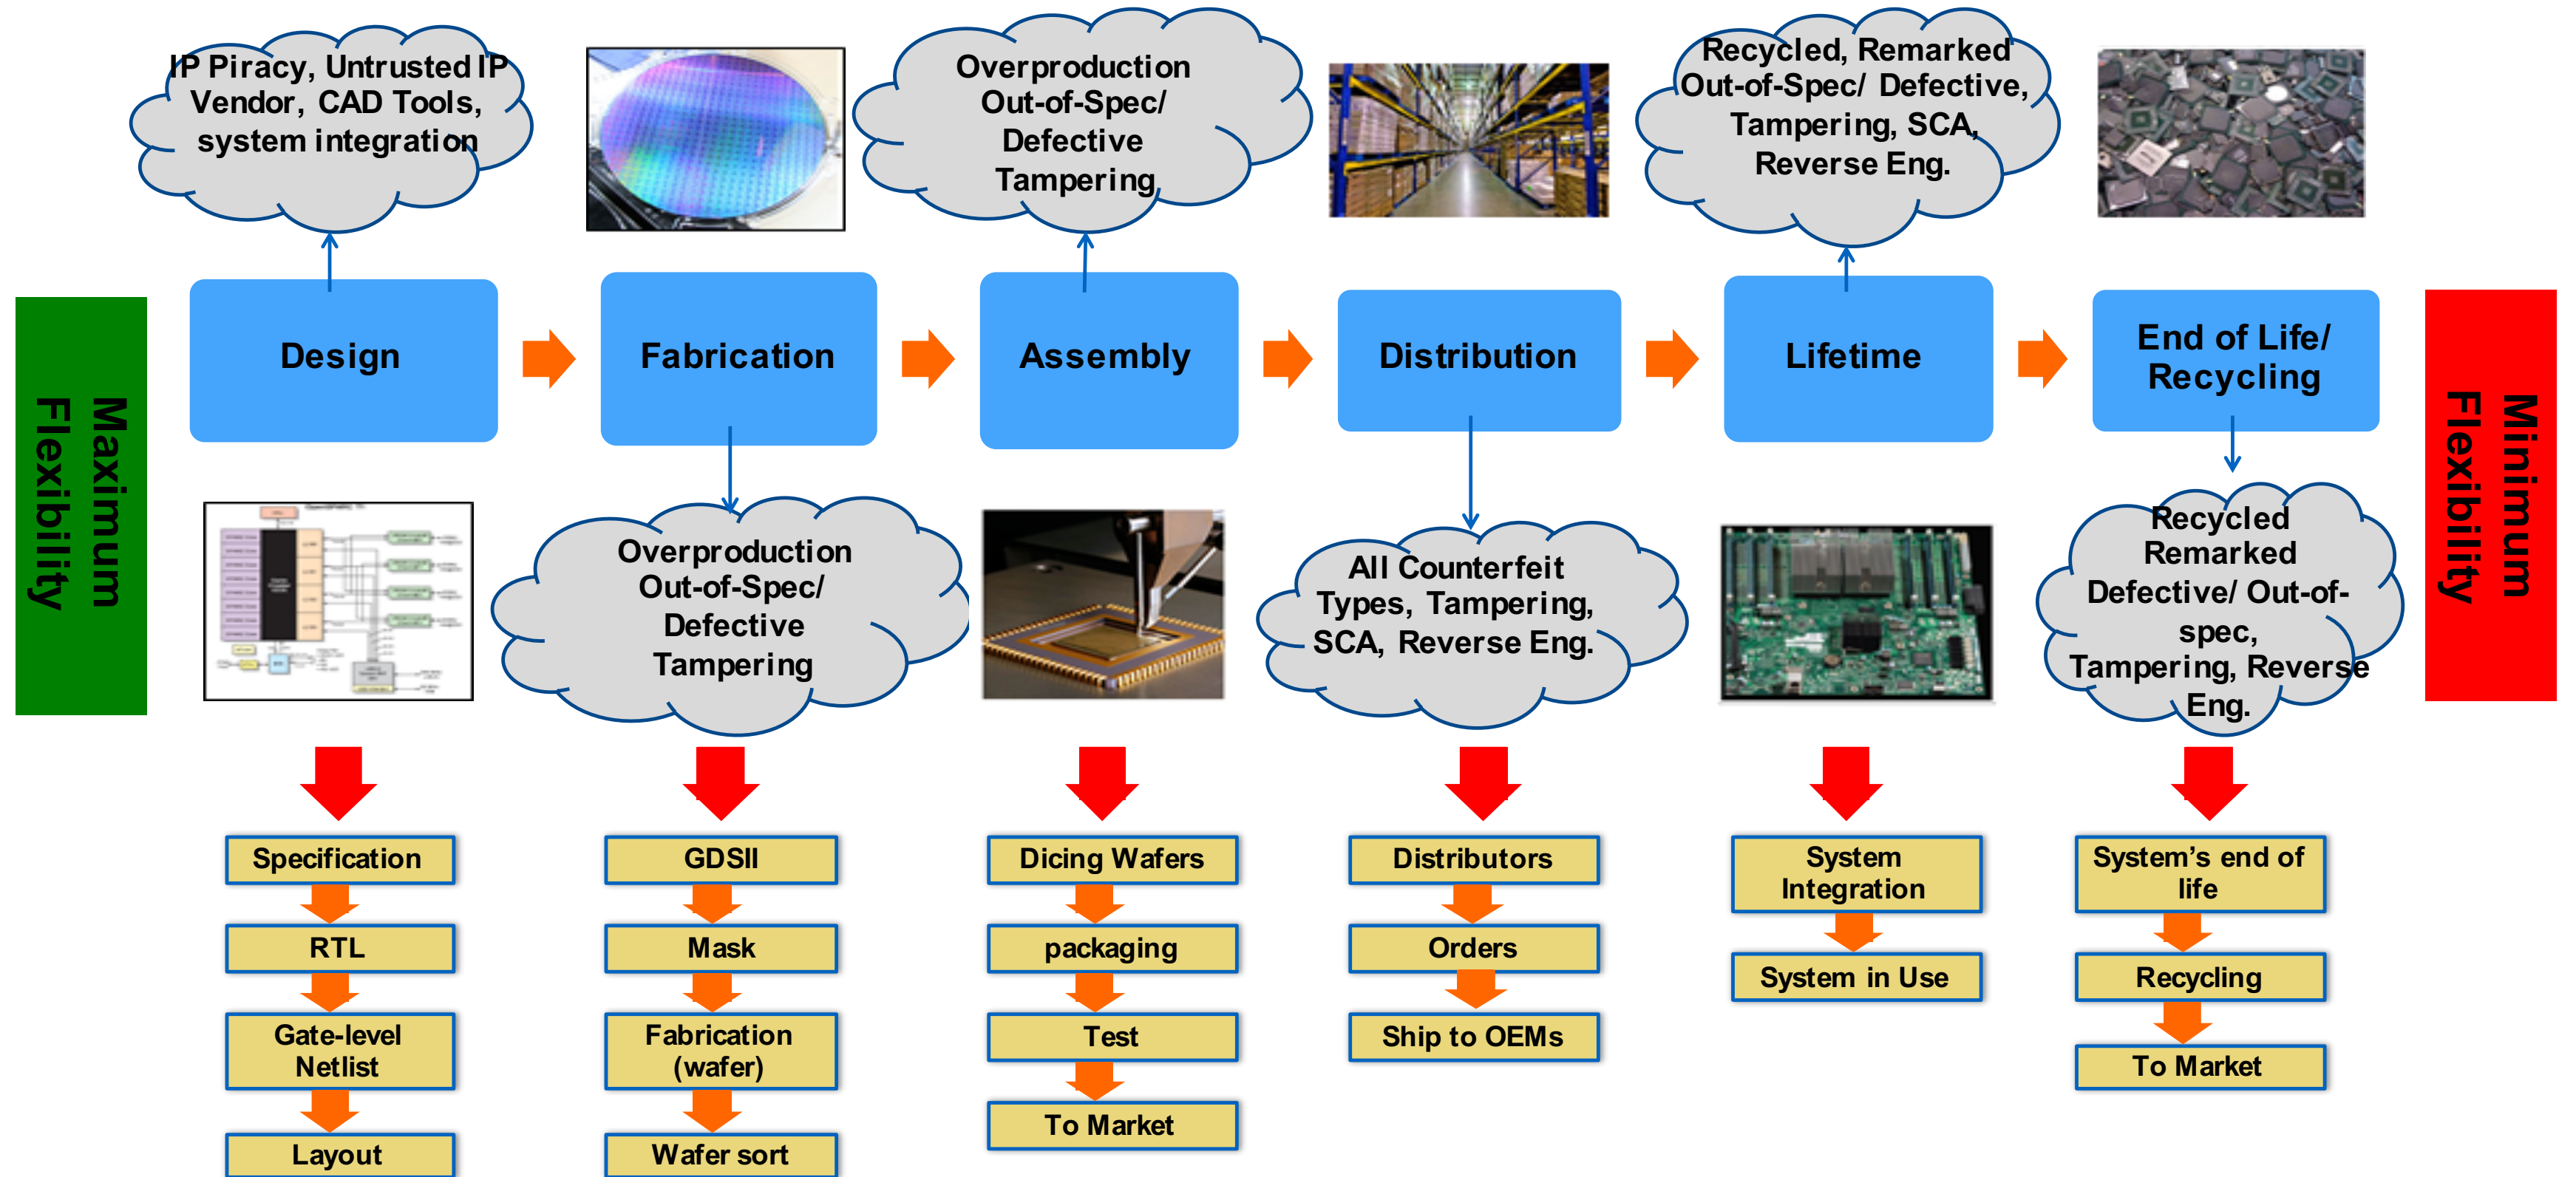 IP Piracy, Untrusted IP
Vendor, CAD Tools,
system integration
Overproduction
Out-of-Spec/
Defective
Tampering
Recycled, Remarked
Out-of-Spec/ Defective,
Tampering, SCA,
Reverse Eng.
Maximum
Flexibility
Design
Fabrication
Assembly
Distribution
Lifetime
End of Life/
Recycling
Minimum
Flexibility
Overproduction
Out-of-Spec/
Defective
Tampering
All Counterfeit
Types, Tampering,
SCA, Reverse Eng.
Recycled
Remarked
Defective/ Out-of-
spec,
Tampering, Reverse
Eng.
Specification
RTL
Gate-level
Netlist
Layout
GDSII
Mask
Fabrication
(wafer)
Wafer sort
Dicing Wafers
packaging
Test
To Market
Distributors
Orders
Ship to OEMs
System
Integration
System in Use
System’s end of
life
Recycling
To Market